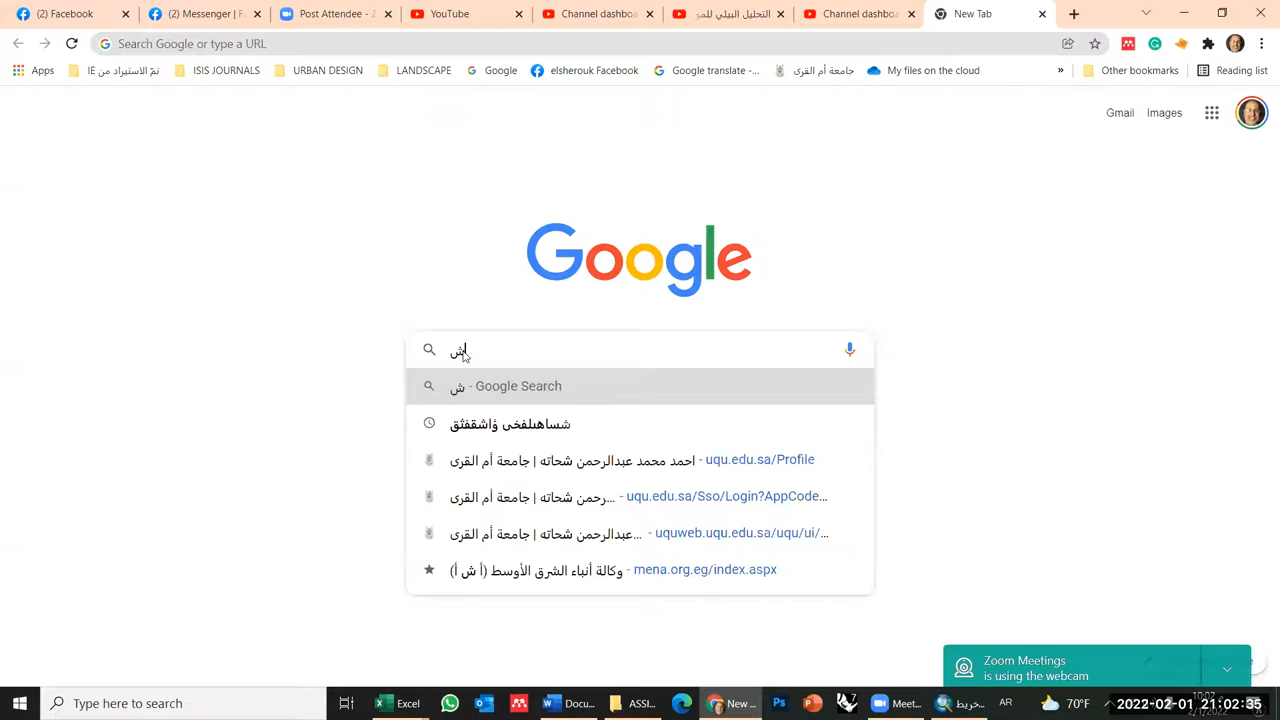 (2) Facebook
(2) Messenger | Fa
Post Attendee - Z
YouTube
Channel dashboa
التحليل البيئي للمو
Channel dashboa
New Tab
Search Google or type a URL
Apps
تمّ الاستيراد من IE
ISIS JOURNALS
URBAN DESIGN
LANDSCAPE
Google
elsherouk Facebook
Google translate -...
جامعة أم القرى
My files on the cloud
»
Other bookmarks
Reading list
Gmail
Images
Google
ش
ش - Google Search
شساهىلفخى ؤاشقفثق
احمد محمد عبدالرحمن شحاته | جامعة أم القرى - uqu.edu.sa/Profile
رحمن شحاته | جامعة أم القرى... - uqu.edu.sa/Sso/Login?AppCode...
عبدالرحمن شحاته | جامعة أم القرى... - uquweb.uqu.edu.sa/uqu/ui/...
وكالة أنباء الشرق الأوسط (أ ش أ) - mena.org.eg/index.aspx
Zoom Meetings
is using the webcam
Type here to search
Excel
Docu...
ASSI...
New ...
Meet...
خريط...
AR
70°F
2022-02-01 21:02:35